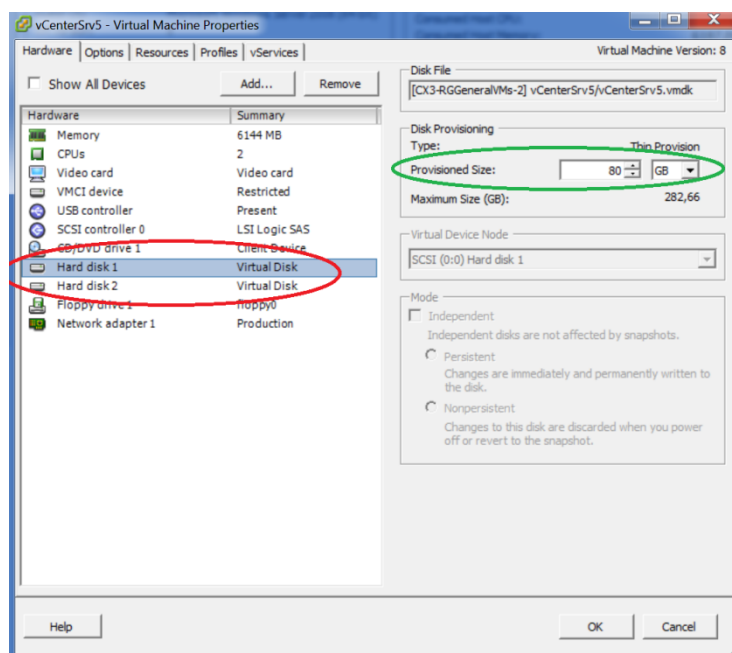 vCenterSrv5 - Virtual Machine Properties
Hardware Options Resources Profiles vServices Virtual Machine Version: 8
Show All Devices Add... Remove
Hardware Summary
Memory 6144 MB
CPUs 2
Video card Video card
VMCI device Restricted
USB controller Present
SCSI controller 0 LSI Logic SAS
CD/DVD drive 1 Client Device
Hard disk 1 Virtual Disk
Hard disk 2 Virtual Disk
Floppy drive 1 floppy0
Network adapter 1 Production
Disk File
[CX3-RGGeneralVMs-2] vCenterSrv5/vCenterSrv5.vmdk
Disk Provisioning
Type: Thin Provision
Provisioned Size: 80 GB
Maximum Size (GB): 282,66
Virtual Device Node
SCSI (0:0) Hard disk 1
Mode
Independent
Independent disks are not affected by snapshots.
Persistent
Changes are immediately and permanently written to
the disk.
Nonpersistent
Changes to this disk are discarded when you power
off or revert to the snapshot.
Help OK Cancel